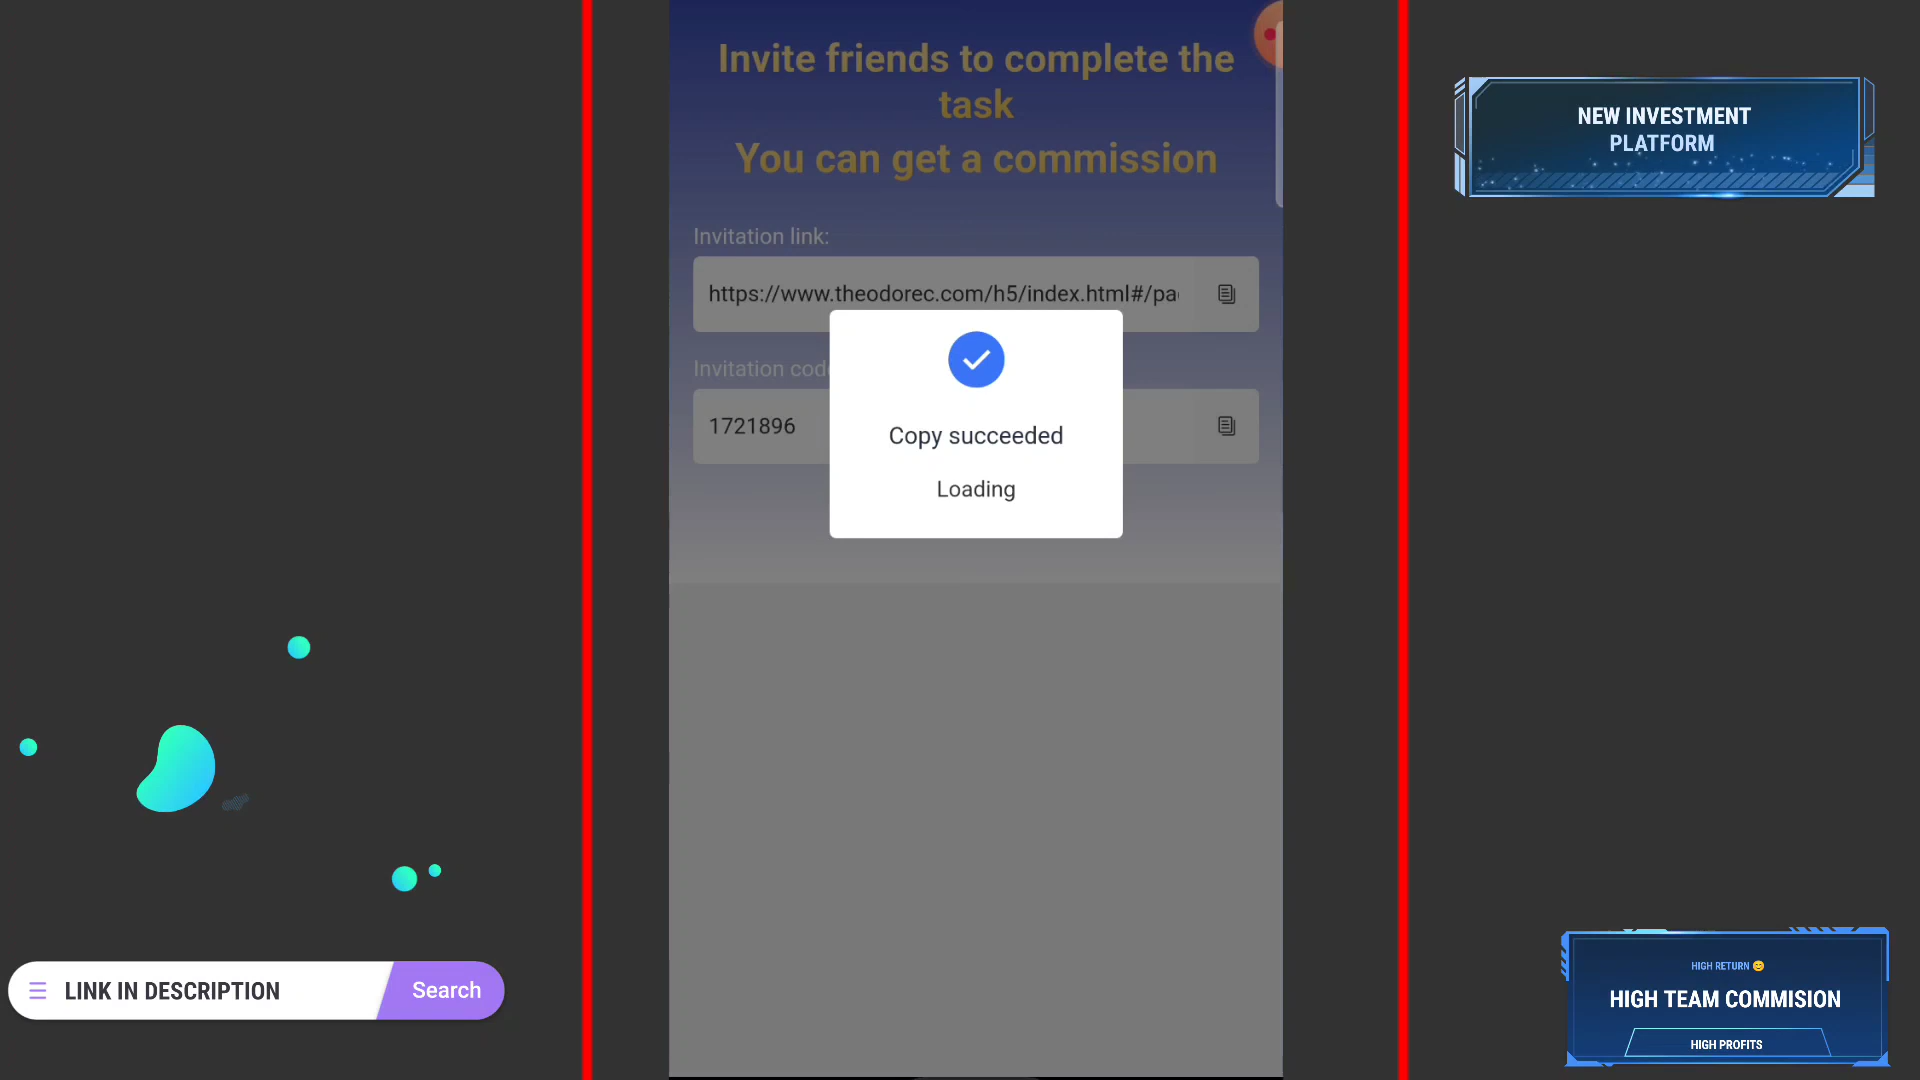 Invite friends to complete the
task
You can get a commission
Invitation link:
https://www.theodorec.com/h5/index.html#/pa
Invitation cod
1721896
Copy succeeded
Loading
NEW INVESTMENT
PLATFORM
LINK IN DESCRIPTION
Search
HIGH RETURN 😊
HIGH TEAM COMMISION
HIGH PROFITS